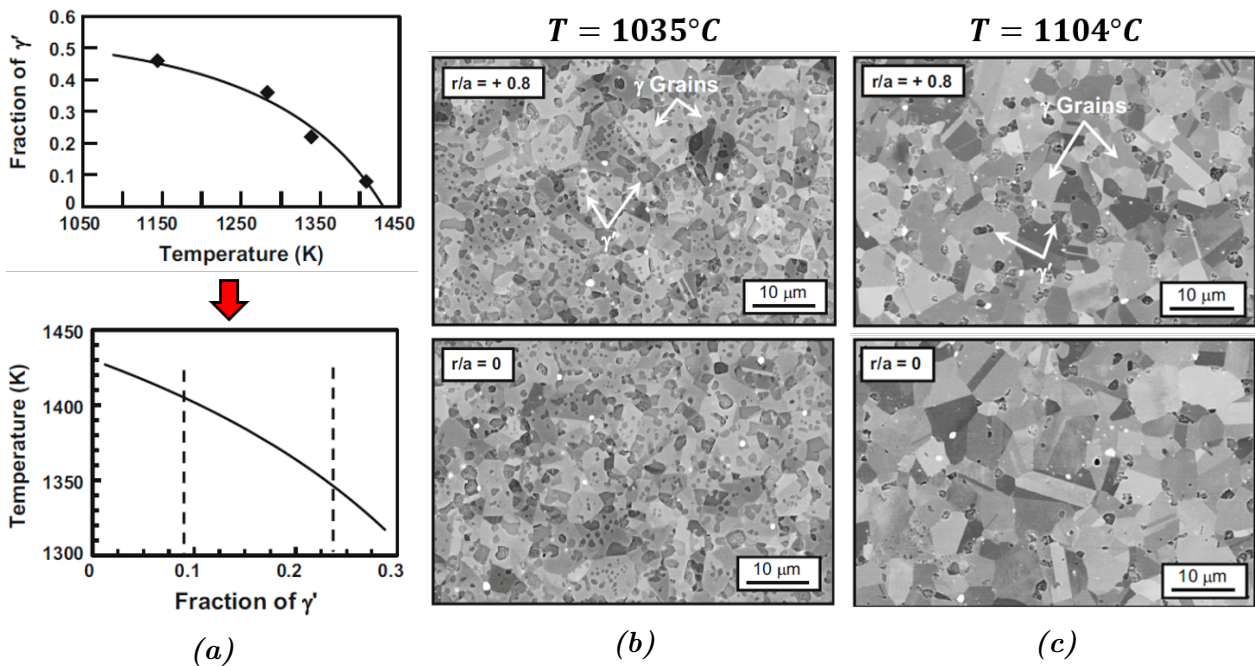 0.6
0.5
0.4
0.3
0.2
0.1
0
1050
1150
1250
1350
1450
Fraction of γ'
Temperature (K)
1450
1400
1350
1300
0
0.1
0.2
0.3
Temperature (K)
Fraction of γ'
(a)
T = 1035°C
r/a = + 0.8
γ Grains
γ'
10 μm
r/a = 0
10 μm
(b)
T = 1104°C
r/a = + 0.8
γ Grains
γ'
10 μm
r/a = 0
10 μm
(c)